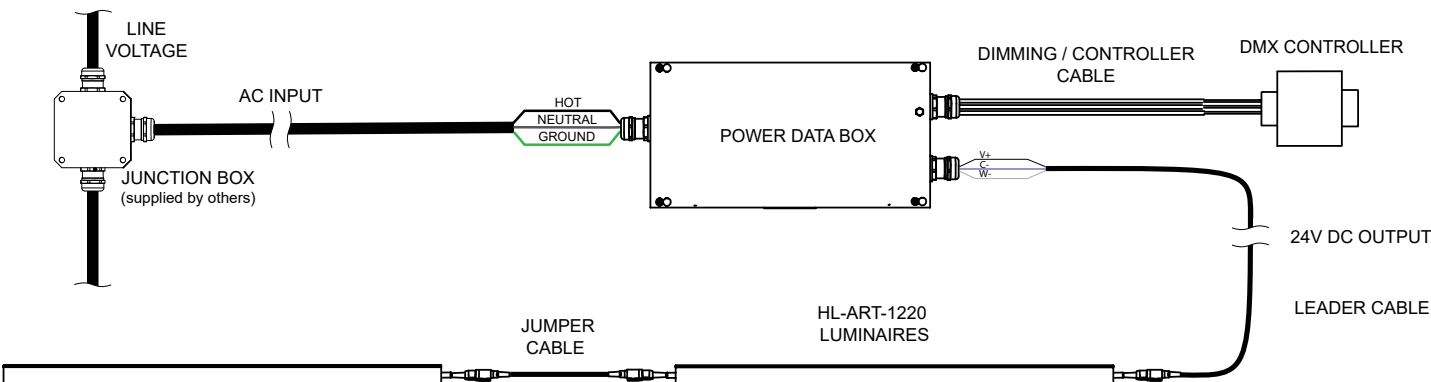 LINE
VOLTAGE
AC INPUT
HOT
NEUTRAL
GROUND
POWER DATA BOX
DIMMING / CONTROLLER
CABLE
DMX CONTROLLER
V+
C-
W-
JUNCTION BOX
(supplied by others)
24V DC OUTPUT
LEADER CABLE
JUMPER
CABLE
HL-ART-1220
LUMINAIRES